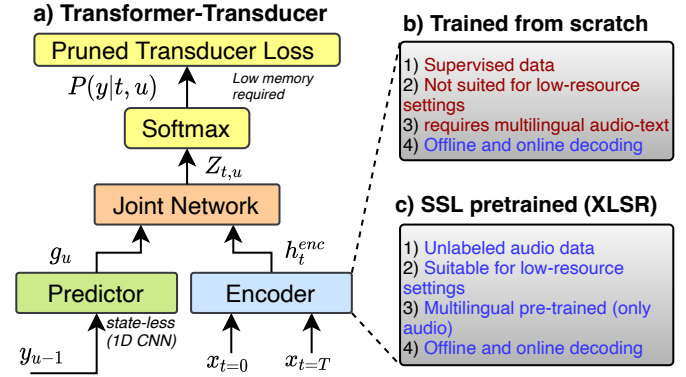 a) Transformer-Transducer
Pruned Transducer Loss
P(y|t, u)
Low memory
required
Softmax
Z_{t,u}
Joint Network
g_u
h_t^{enc}
Predictor
Encoder
state-less
(1D CNN)
y_{u−1}
x_{t=0}
x_{t=T}
b) Trained from scratch
1) Supervised data
2) Not suited for low-resource
settings
3) requires multilingual audio-text
4) Offline and online decoding
c) SSL pretrained (XLSR)
1) Unlabeled audio data
2) Suitable for low-resource
settings
3) Multilingual pre-trained (only
audio)
4) Offline and online decoding